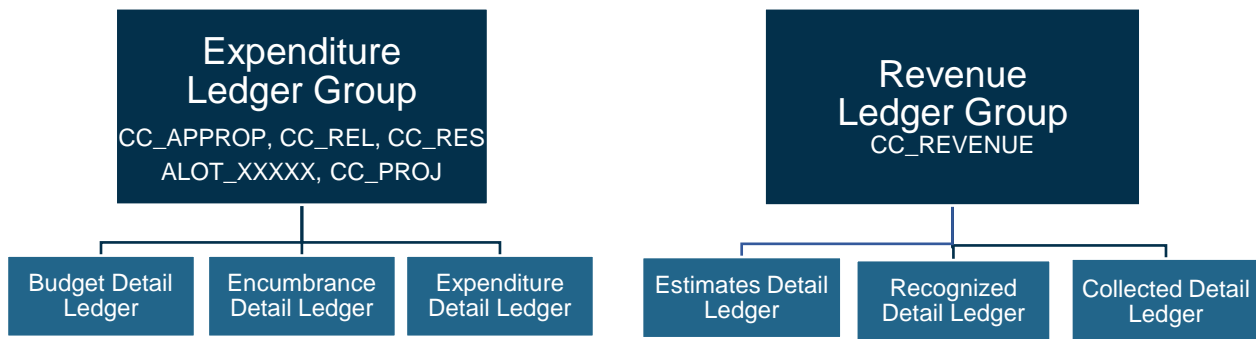 Expenditure
Ledger Group
CC_APPROP, CC_REL, CC_RES
ALOT_XXXXX, CC_PROJ
Budget Detail
Ledger
Encumbrance
Detail Ledger
Expenditure
Detail Ledger
Revenue
Ledger Group
CC_REVENUE
Estimates Detail
Ledger
Recognized
Detail Ledger
Collected Detail
Ledger